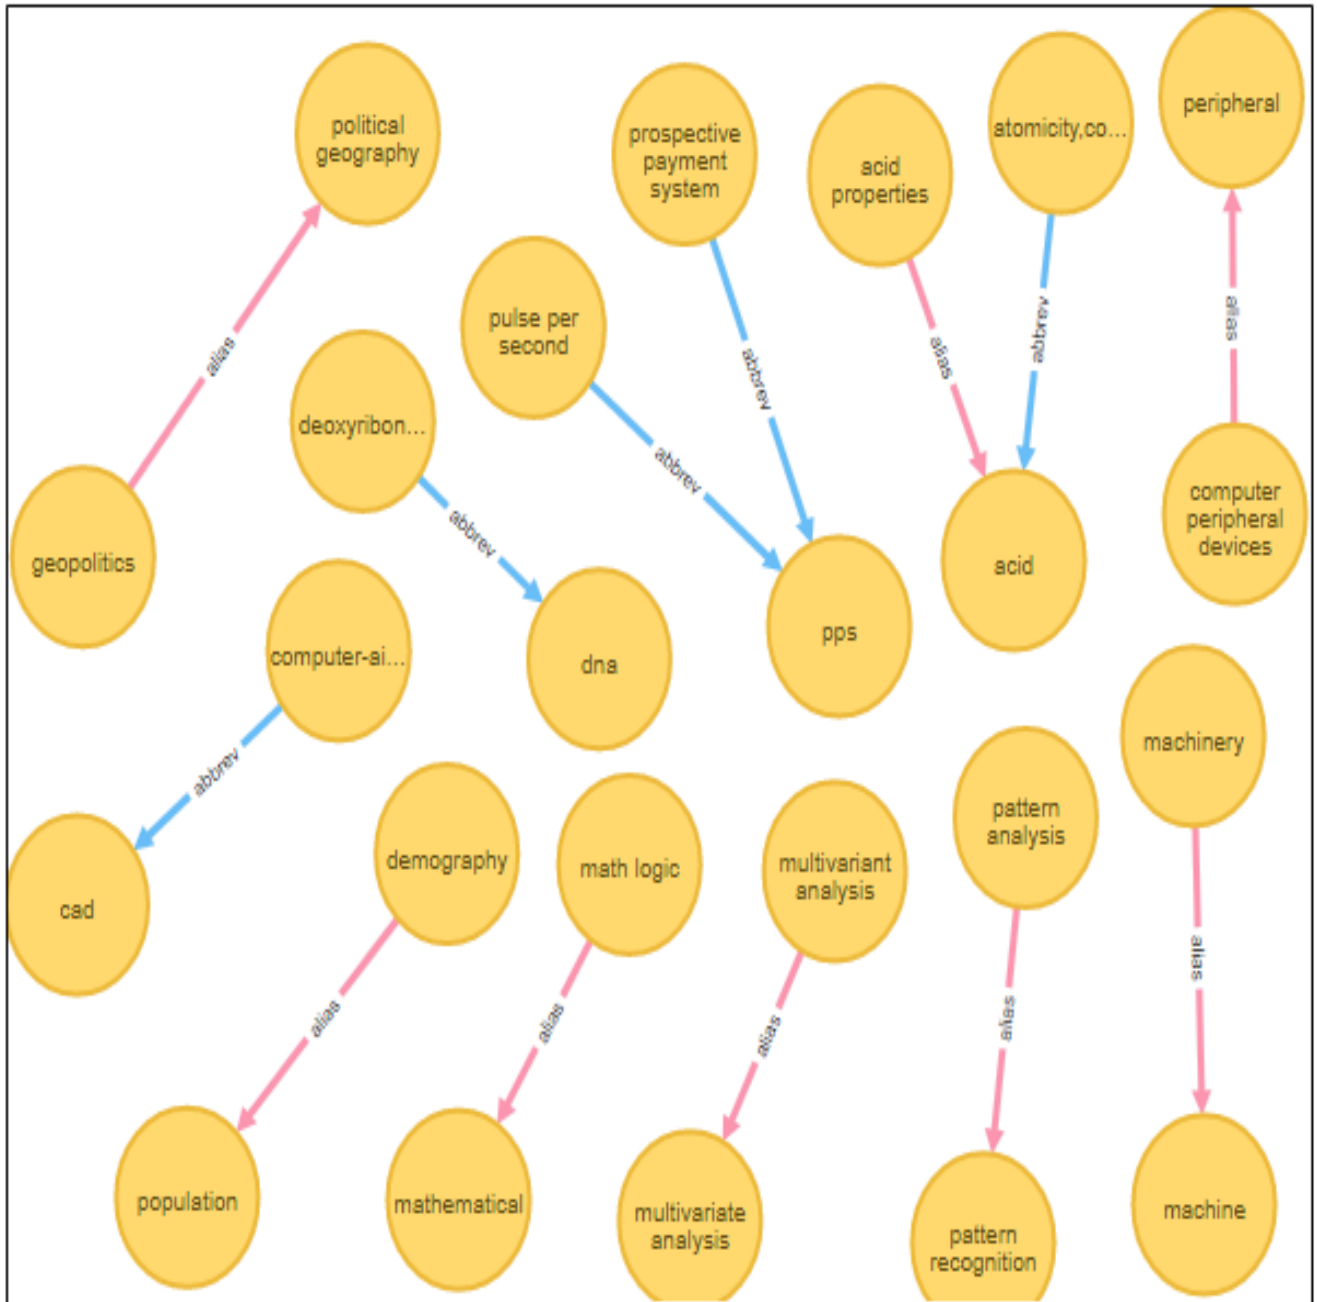 political
geography
prospective
payment
system
acid
properties
atomicity,co...
peripheral
pulse per
second
deoxyribon...
geopolitics
alias
abbrev
alias
abbrev
alias
abbrev
abbrev
computer
peripheral
devices
acid
pps
dna
computer-ai...
abbrev
cad
machinery
pattern
analysis
multivariant
analysis
math logic
demography
alias
alias
alias
alias
alias
population
mathematical
multivariate
analysis
pattern
recognition
machine